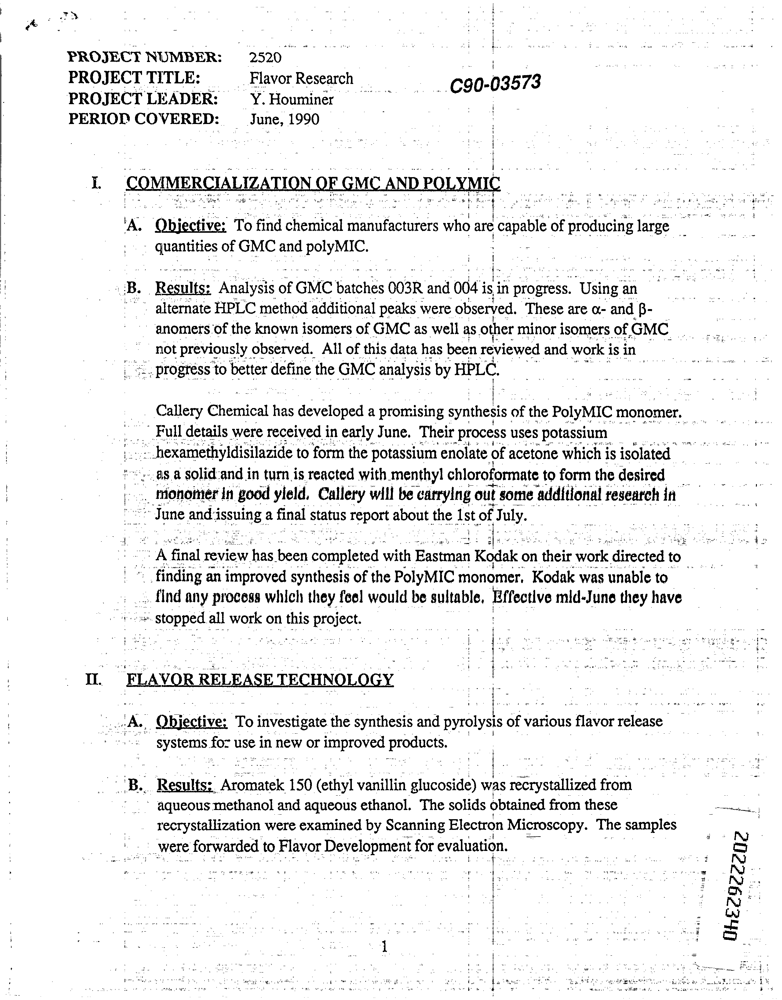 PROJECT NUMBER: 2520
PROJECT TITLE: Flavor Research
C90-03573
PROJECT LEADER: Y. Houminer
PERIOD COVERED: June, 1990
I. COMMERCIALIZATION OF GMC AND POLYMIC
A. Objective: To find chemical manufacturers who are capable of producing large
quantities of GMC and polyMIC.
B. Results: Analysis of GMC batches 003R and 004 is in progress. Using an
alternate HPLC method additional peaks were observed. These are α- and β-
anomers of the known isomers of GMC as well as other minor isomers of GMC
not previously observed. All of this data has been reviewed and work is in
progress to better define the GMC analysis by HPLC.
Callery Chemical has developed a promising synthesis of the PolyMIC monomer.
Full details were received in early June. Their process uses potassium
hexamethyldisilazide to form the potassium enolate of acetone which is isolated
as a solid and in turn is reacted with menthyl chloroformate to form the desired
monomer in good yield. Callery will be carrying out some additional research in
June and issuing a final status report about the 1st of July.
A final review has been completed with Eastman Kodak on their work directed to
finding an improved synthesis of the PolyMIC monomer. Kodak was unable to
find any process which they feel would be suitable. Effective mid-June they have
stopped all work on this project.
II. FLAVOR RELEASE TECHNOLOGY
A. Objective: To investigate the synthesis and pyrolysis of various flavor release
systems for use in new or improved products.
B. Results: Aromatek 150 (ethyl vanillin glucoside) was recrystallized from
aqueous methanol and aqueous ethanol. The solids obtained from these
recrystallization were examined by Scanning Electron Microscopy. The samples
were forwarded to Flavor Development for evaluation.
2022262340
1